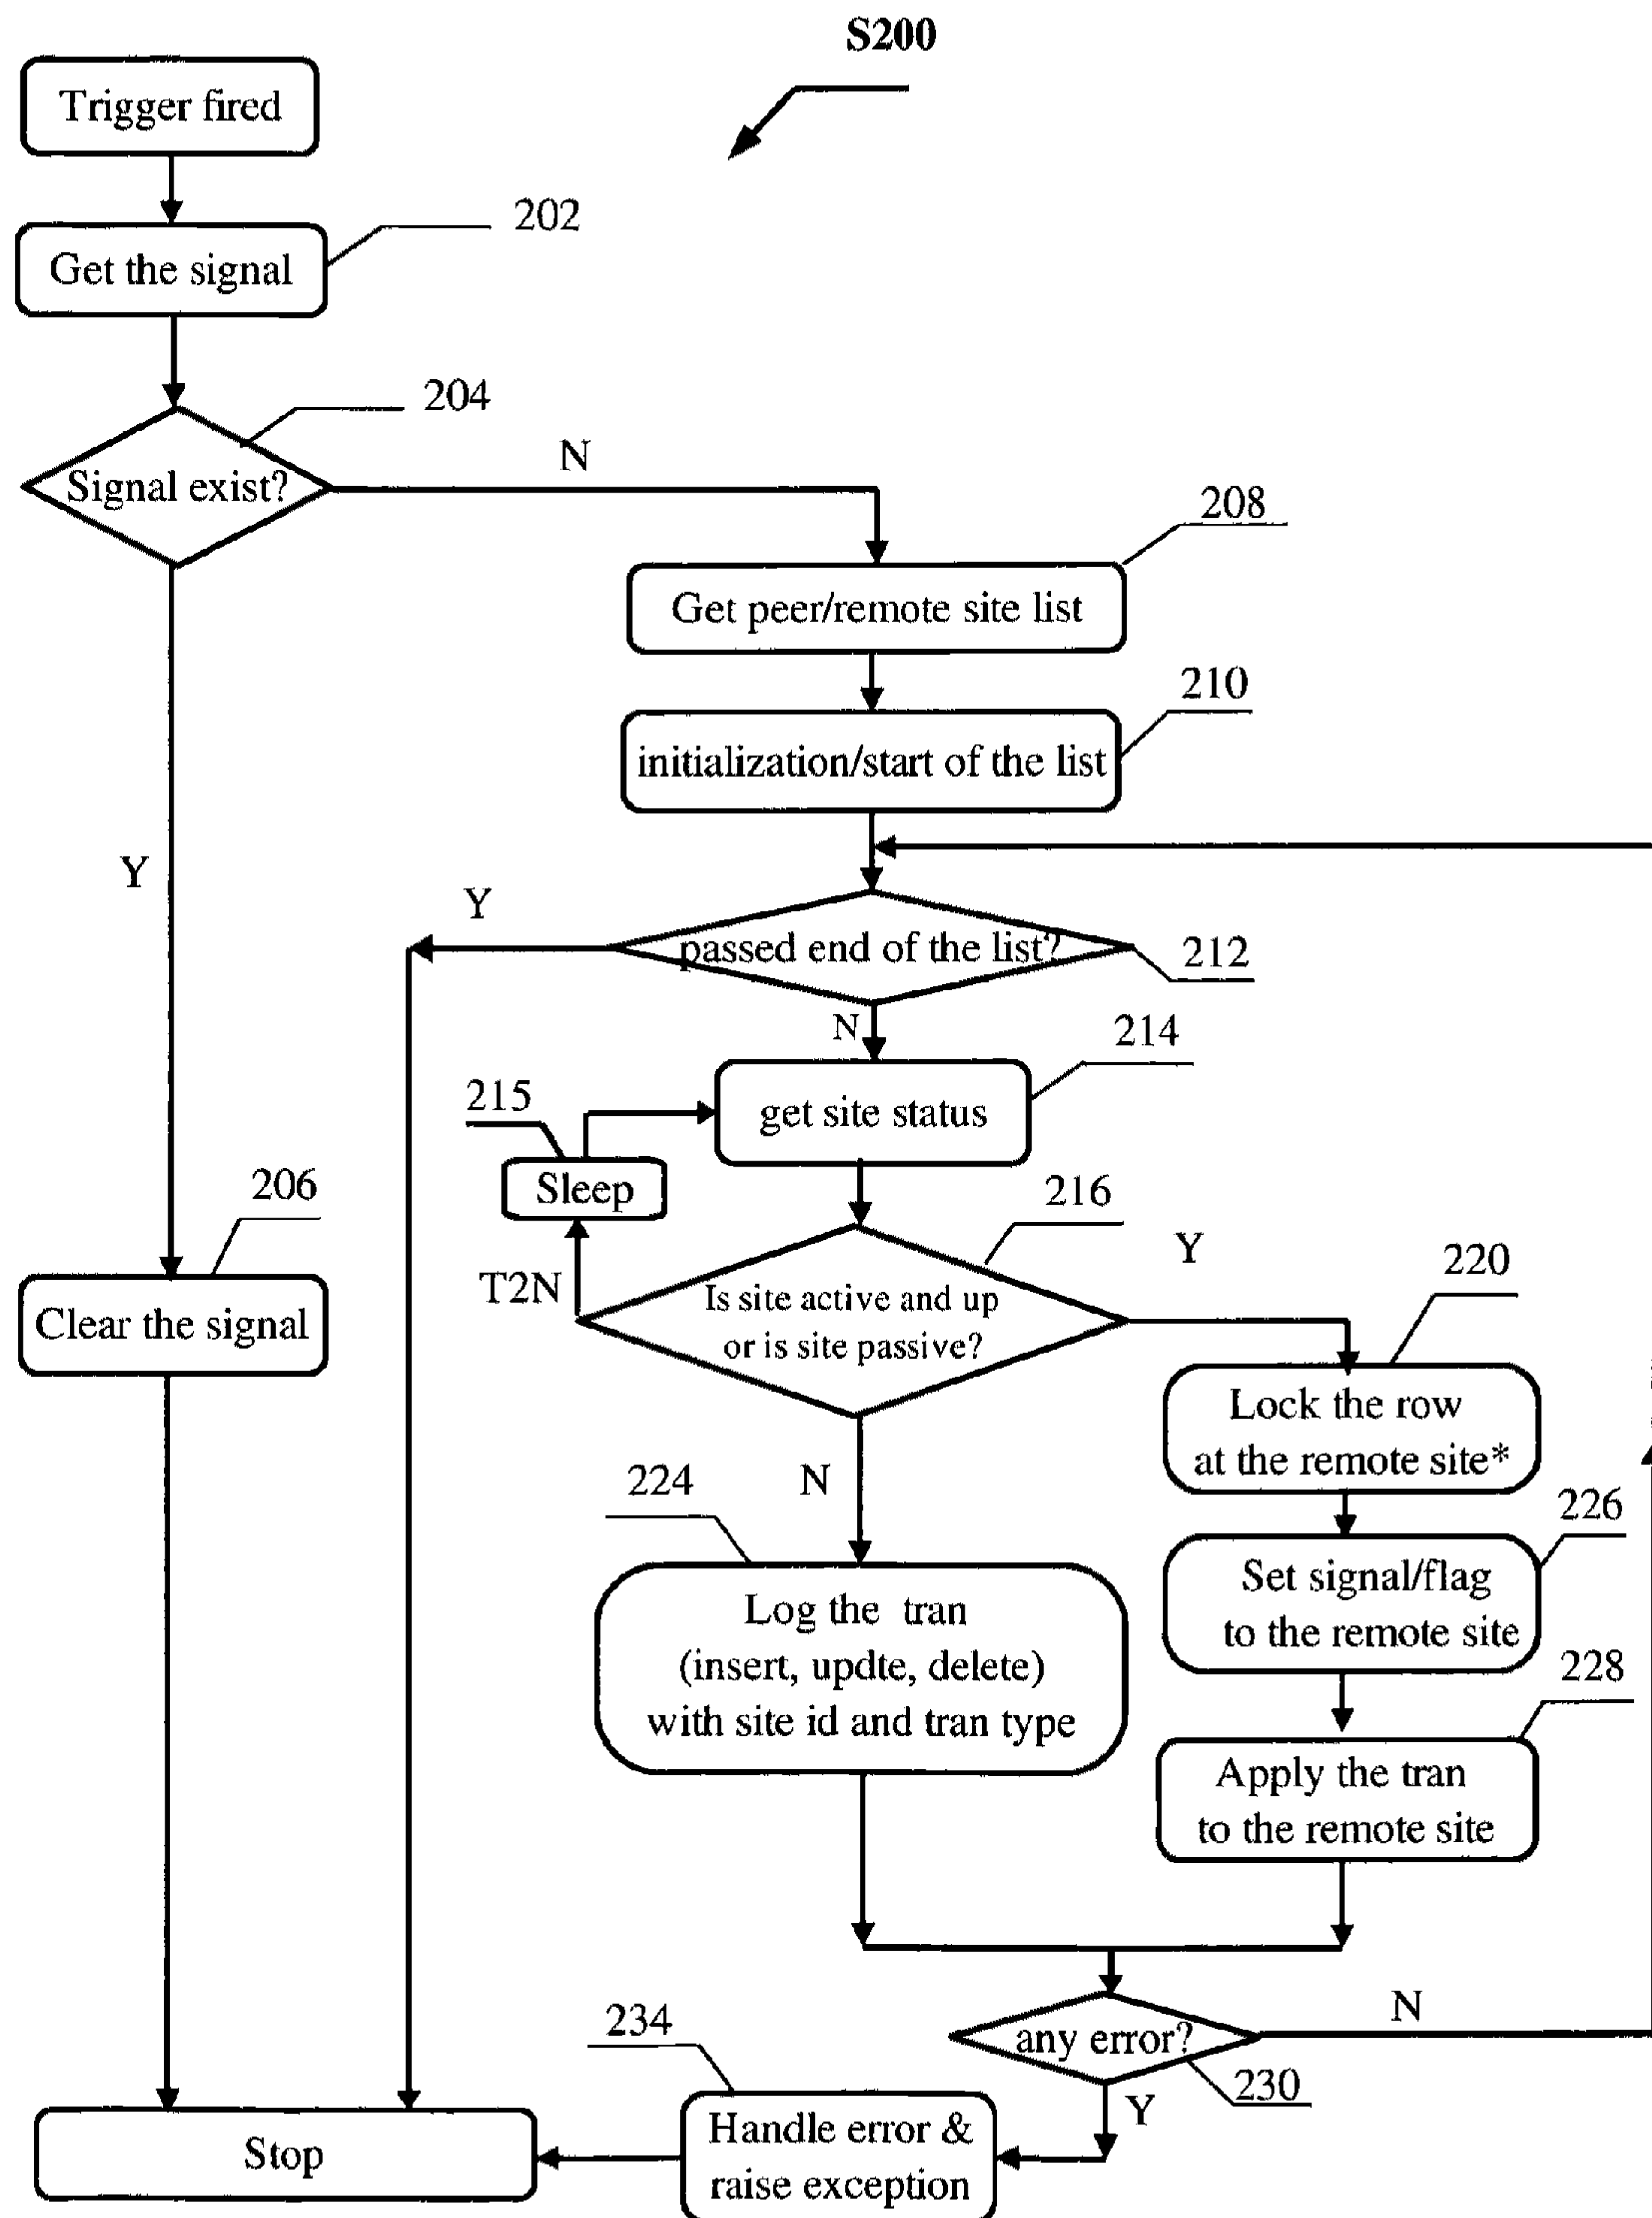 S200
Trigger fired
202
Get the signal
204
N
Signal exist?
208
Get peer/remote site list
210
initialization/start of the list
Y
Y
passed end of the list?
212
N
214
215
get site status
Sleep
206
216
Y
220
T2N
Is site active and up
or is site passive?
Clear the signal
Lock the row
at the remote site*
224
N
226
Set signal/flag
to the remote site
Log the tran
(insert, updte, delete)
with site id and tran type
228
Apply the tran
to the remote site
234
N
any error?
230
Y
Handle error &
raise exception
Stop